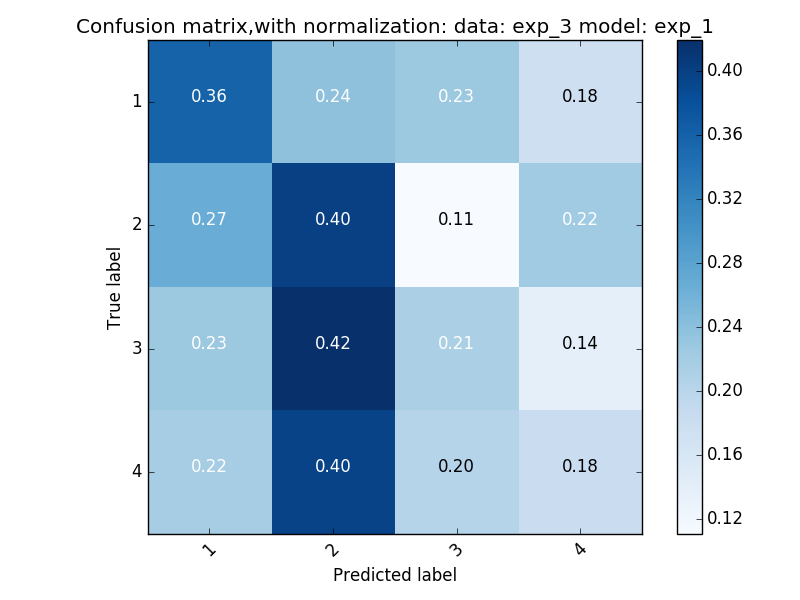 Confusion matrix,with normalization: data: exp_3 model: exp_1
1 0.36 0.24 0.23 0.18
2 0.27 0.40 0.11 0.22
3 0.23 0.42 0.21 0.14
4 0.22 0.40 0.20 0.18
1 2 3 4
Predicted label
True label
0.40
0.36
0.32
0.28
0.24
0.20
0.16
0.12